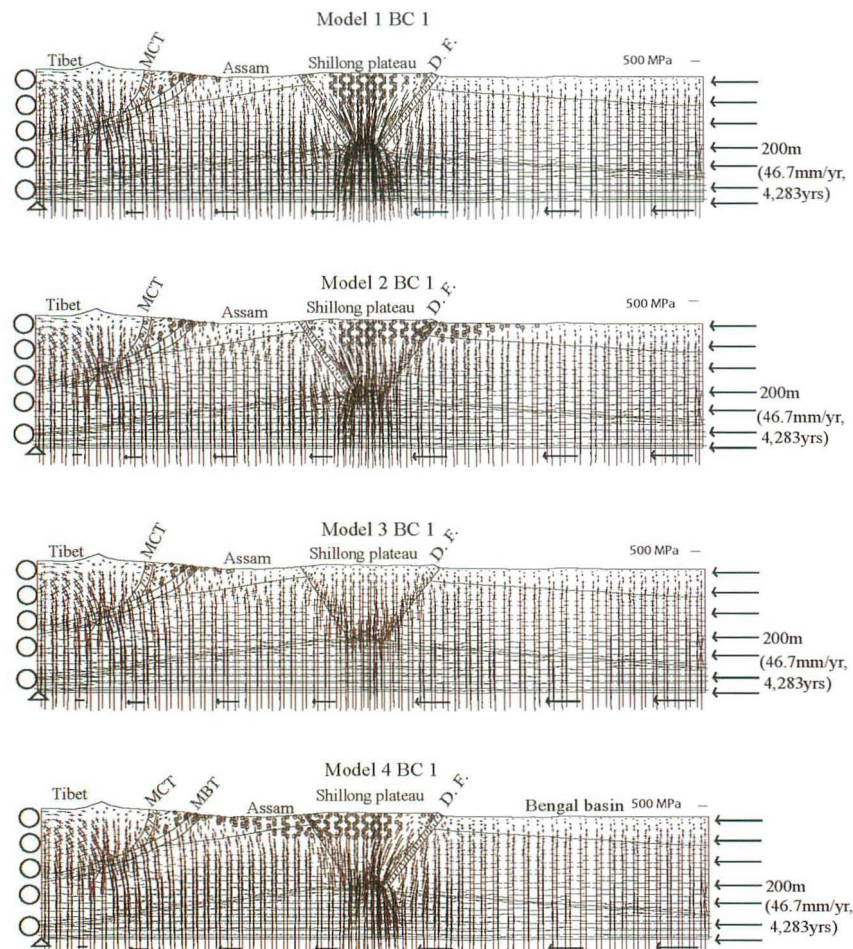 Model 1 BC 1
Tibet
MCT
Assam
Shillong plateau
D. F.
500 MPa
200m
(46.7mm/yr,
4,283yrs)
Model 2 BC 1
Tibet
MCT
Assam
Shillong plateau
D. F.
500 MPa
200m
(46.7mm/yr,
4,283yrs)
Model 3 BC 1
Tibet
MCT
Assam
Shillong plateau
D. F.
500 MPa
200m
(46.7mm/yr,
4,283yrs)
Model 4 BC 1
Tibet
MCT
MBT
Assam
Shillong plateau
D. F.
Bengal basin
500 MPa
200m
(46.7mm/yr,
4,283yrs)